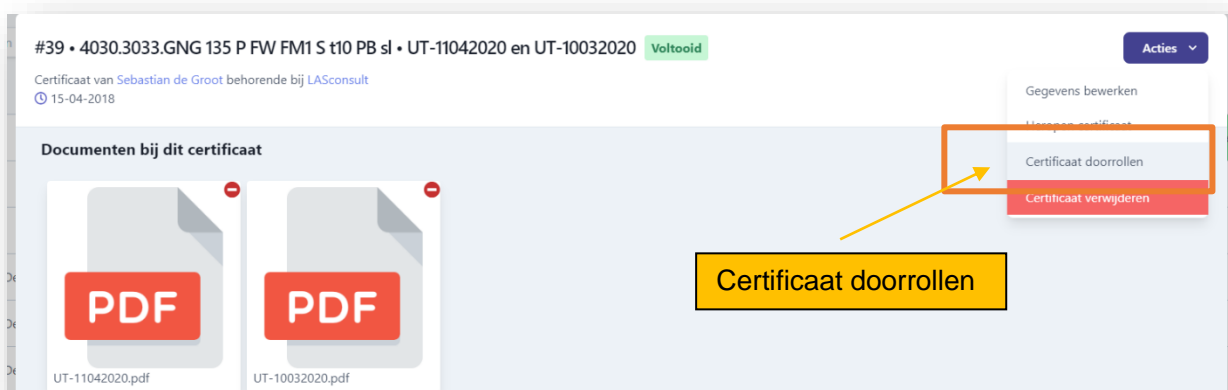 #39 • 4030.3033.GNG 135 P FW FM1 S t10 PB sl • UT-11042020 en UT-10032020 Voltooid
Acties
Certificaat van Sebastian de Groot behorende bij LASconsult
15-04-2018
Gegevens bewerken
Heropen certificaat
Certificaat doorrollen
Certificaat verwijderen
Documenten bij dit certificaat
PDF
PDF
UT-11042020.pdf
UT-10032020.pdf
Certificaat doorrollen